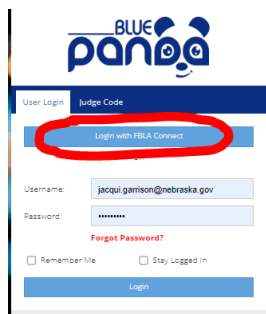 BLUE
panda
User Login Judge Code
Login with FBLA Connect
Username: jacqui.garrison@nebraska.gov
Password: •••••••••
Forgot Password?
Remember Me Stay Logged In
Login